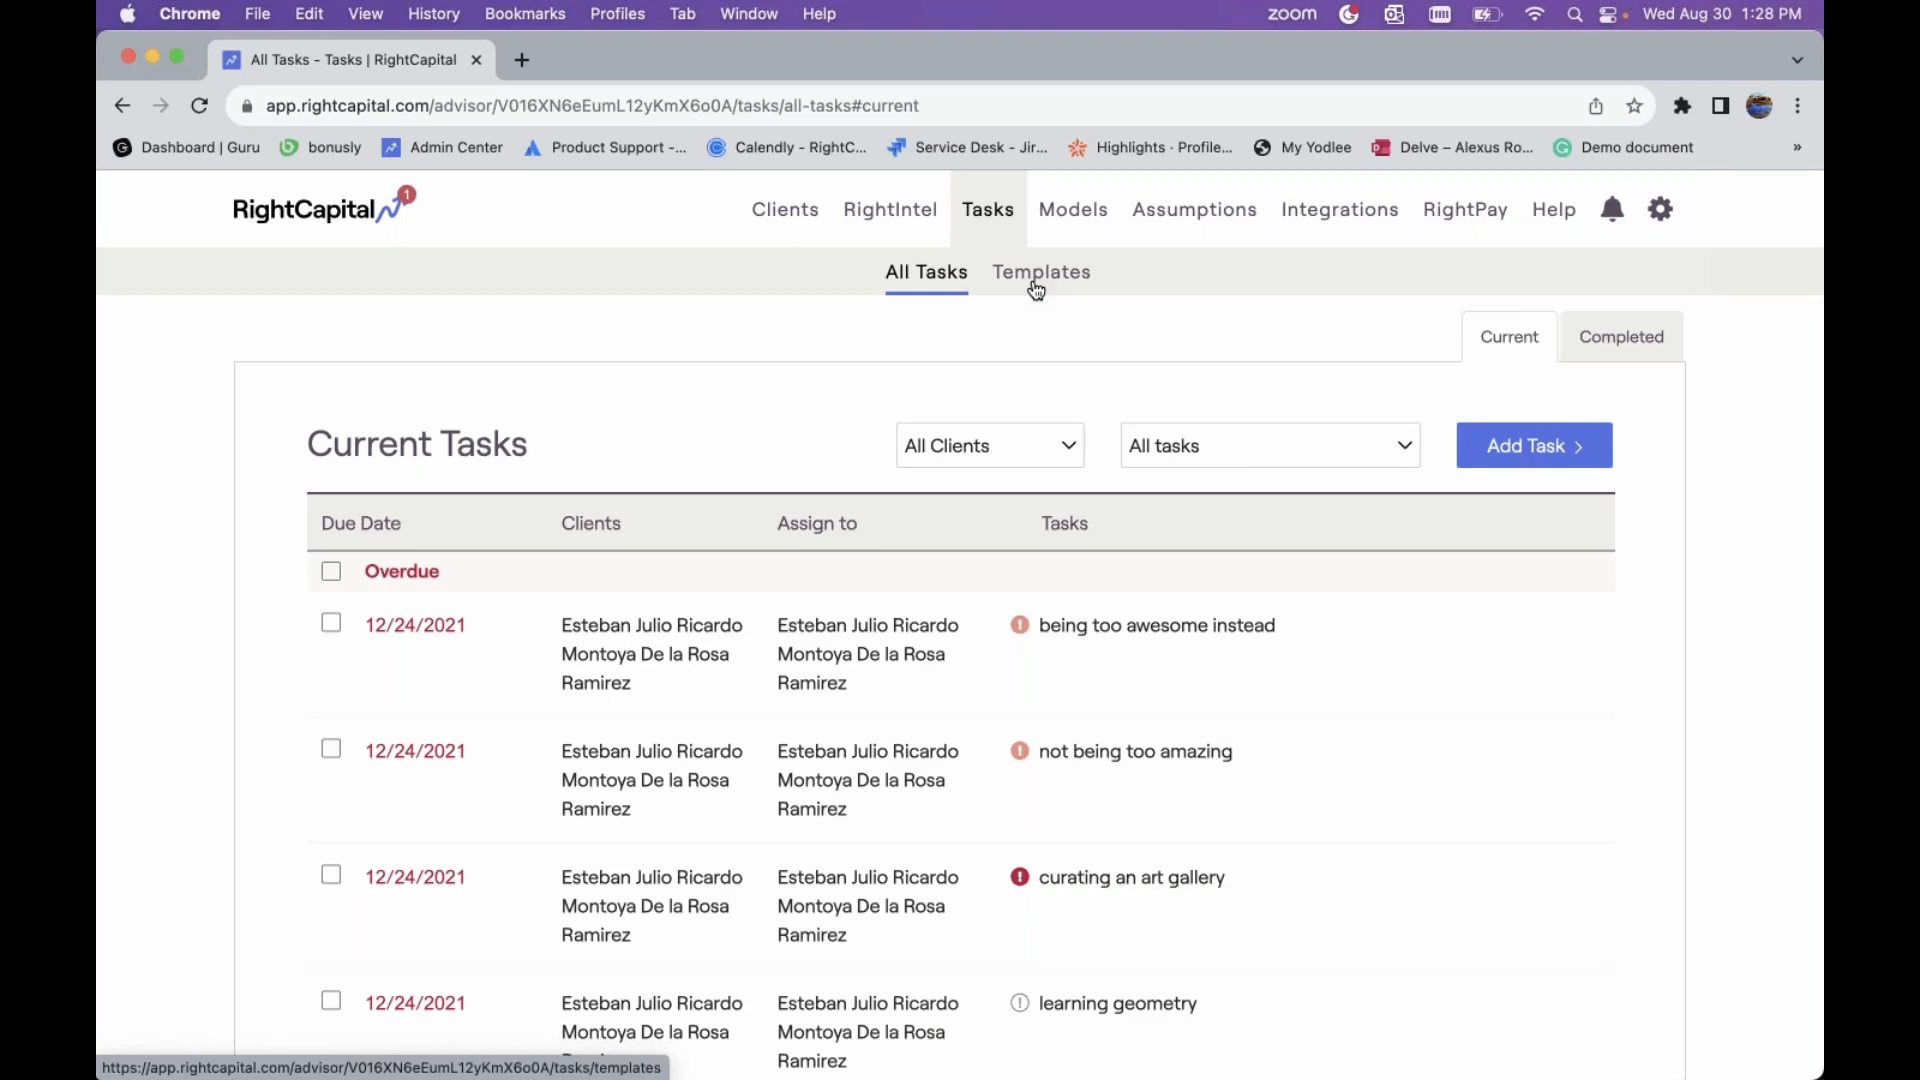 Chrome File Edit View History Bookmarks Profiles Tab Window Help zoom Wed Aug 30 1:28 PM
All Tasks - Tasks | RightCapital
app.rightcapital.com/advisor/V016XN6eEumL12yKmX6o0A/tasks/all-tasks#current
Dashboard | Guru bonusly Admin Center Product Support -... Calendly - RightC... Service Desk - Jir... Highlights · Profile... My Yodlee Delve – Alexus Ro... Demo document »
RightCapital 1 Clients RightIntel Tasks Models Assumptions Integrations RightPay Help
All Tasks Templates
Current Completed
Current Tasks All Clients All tasks Add Task >
Due Date Clients Assign to Tasks
Overdue
12/24/2021 Esteban Julio Ricardo Esteban Julio Ricardo being too awesome instead
Montoya De la Rosa Montoya De la Rosa
Ramirez Ramirez
12/24/2021 Esteban Julio Ricardo Esteban Julio Ricardo not being too amazing
Montoya De la Rosa Montoya De la Rosa
Ramirez Ramirez
12/24/2021 Esteban Julio Ricardo Esteban Julio Ricardo curating an art gallery
Montoya De la Rosa Montoya De la Rosa
Ramirez Ramirez
12/24/2021 Esteban Julio Ricardo Esteban Julio Ricardo learning geometry
Montoya De la Rosa Montoya De la Rosa
Ramirez
https://app.rightcapital.com/advisor/V016XN6eEumL12yKmX6o0A/tasks/templates